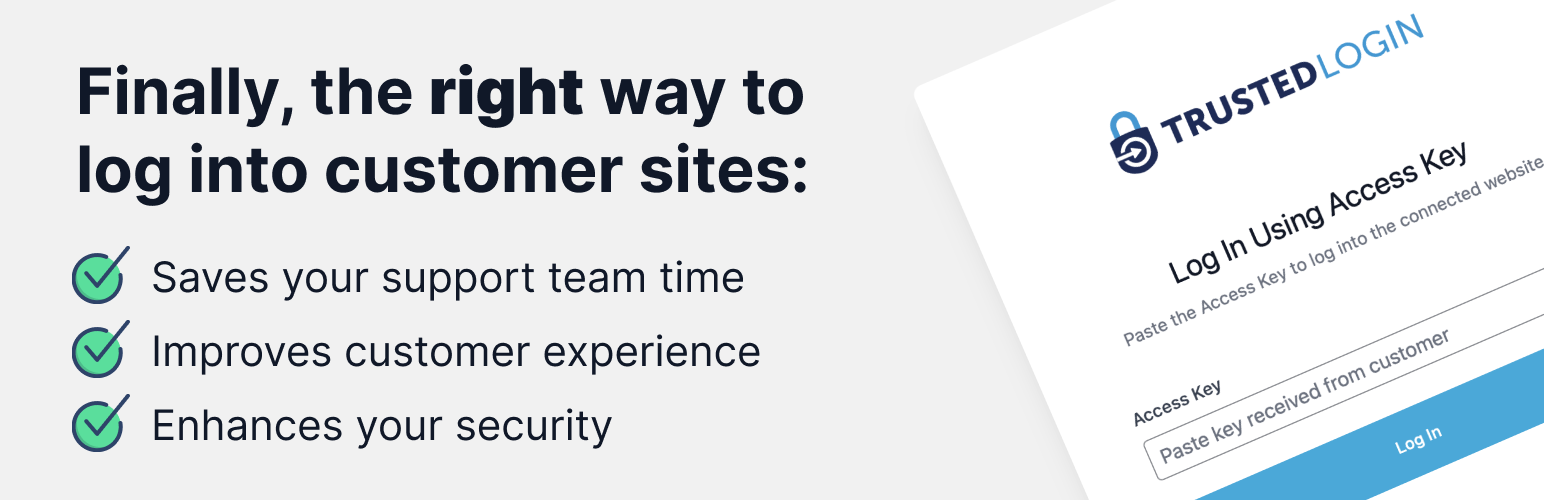 Finally, the right way to
log into customer sites:
Saves your support team time
Improves customer experience
Enhances your security
TRUSTEDLOGIN
Log In Using Access Key
Paste the Access Key to log into the connected website
Access Key
Paste key received from customer
Log In